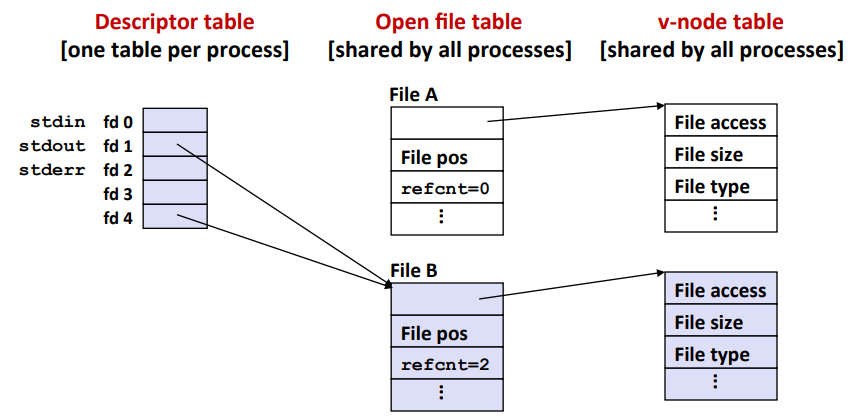 Descriptor table
[one table per process]
Open file table
[shared by all processes]
v-node table
[shared by all processes]
stdin fd 0
stdout fd 1
stderr fd 2
fd 3
fd 4
File A
File pos
refcnt=0
⋮
File access
File size
File type
⋮
File B
File pos
refcnt=2
⋮
File access
File size
File type
⋮